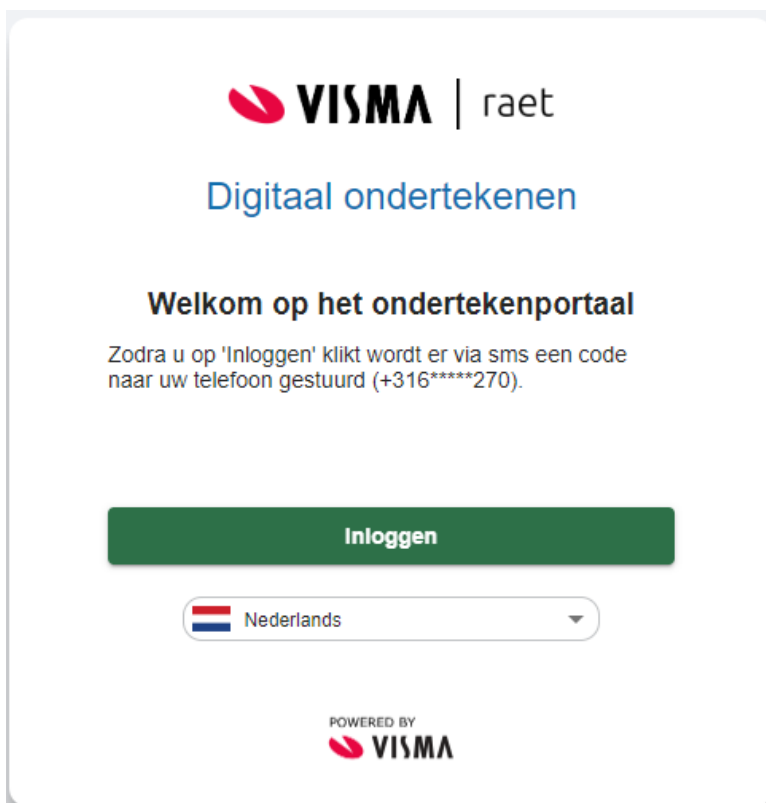 VISMA | raet
Digitaal ondertekenen
Welkom op het ondertekenportaal
Zodra u op 'Inloggen' klikt wordt er via sms een code
naar uw telefoon gestuurd (+316*****270).
Inloggen
Nederlands
POWERED BY
VISMA